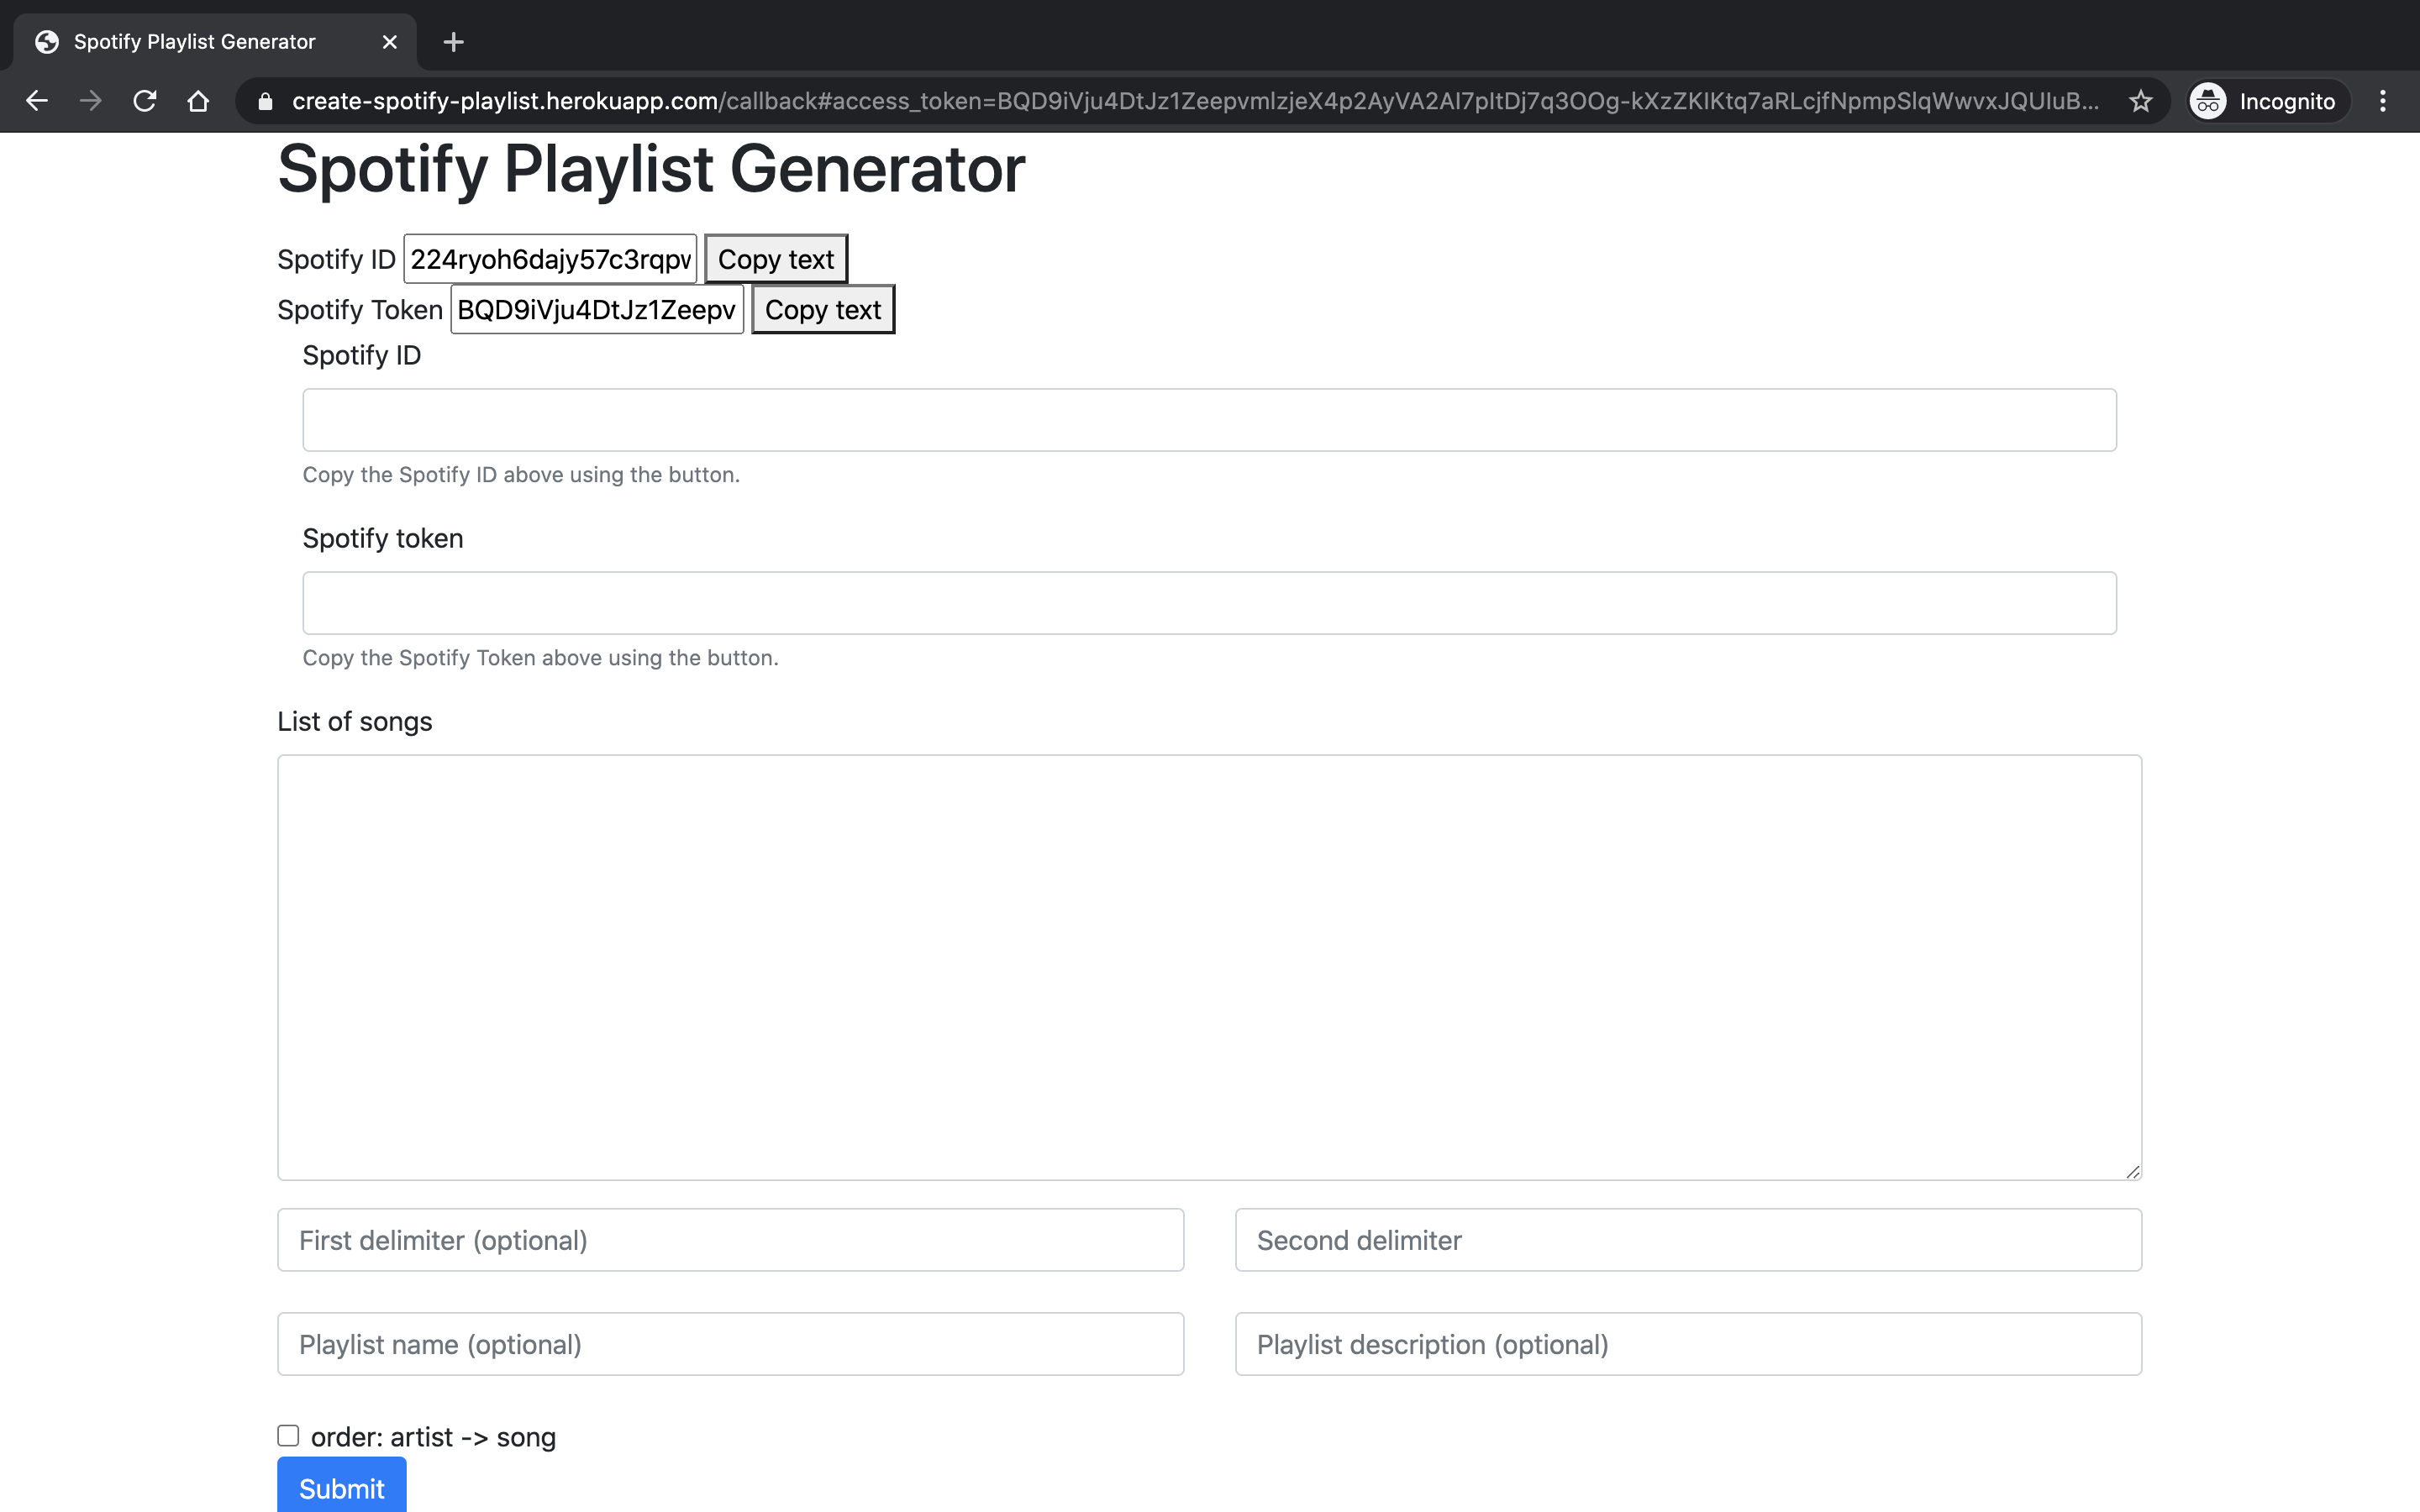 Spotify Playlist Generator
create-spotify-playlist.herokuapp.com/callback#access_token=BQD9iVju4DtJz1ZeepvmlzjeX4p2AyVA2AI7pItDj7q3OOg-kXzZKIKtq7aRLcjfNpmpSlqWwvxJQUIuB...
Incognito
Spotify Playlist Generator
Spotify ID 224ryoh6dajy57c3rqpw Copy text
Spotify Token BQD9iVju4DtJz1Zeepv Copy text
Spotify ID
Copy the Spotify ID above using the button.
Spotify token
Copy the Spotify Token above using the button.
List of songs
First delimiter (optional) Second delimiter
Playlist name (optional) Playlist description (optional)
order: artist -> song
Submit